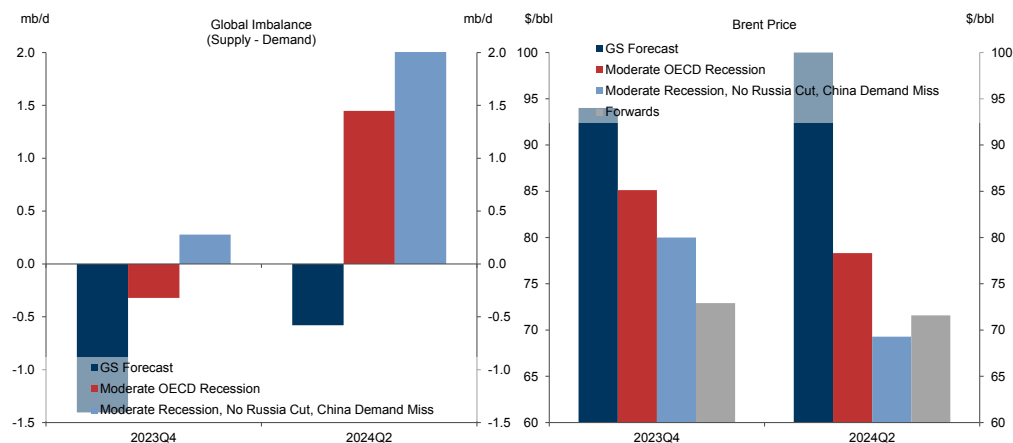 mb/d
Global Imbalance
(Supply - Demand)
mb/d
2.0
1.5
1.0
0.5
0.0
-0.5
-1.0
-1.5
2.0
1.5
1.0
0.5
0.0
-0.5
-1.0
-1.5
GS Forecast
Moderate OECD Recession
Moderate Recession, No Russia Cut, China Demand Miss
2023Q4
2024Q2
$/bbl
Brent Price
$/bbl
GS Forecast
Moderate OECD Recession
Moderate Recession, No Russia Cut, China Demand Miss
Forwards
100
95
90
85
80
75
70
65
60
100
95
90
85
80
75
70
65
60
2023Q4
2024Q2